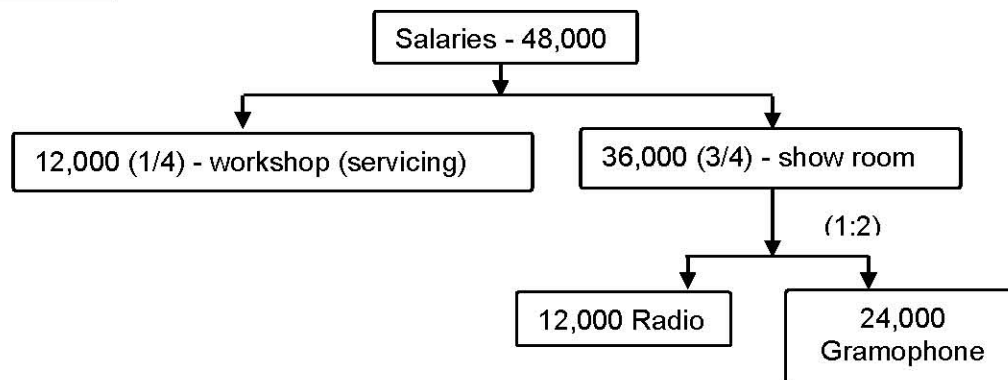 Salaries - 48,000
12,000 (1/4) - workshop (servicing)
36,000 (3/4) - show room
(1:2)
12,000 Radio
24,000
Gramophone